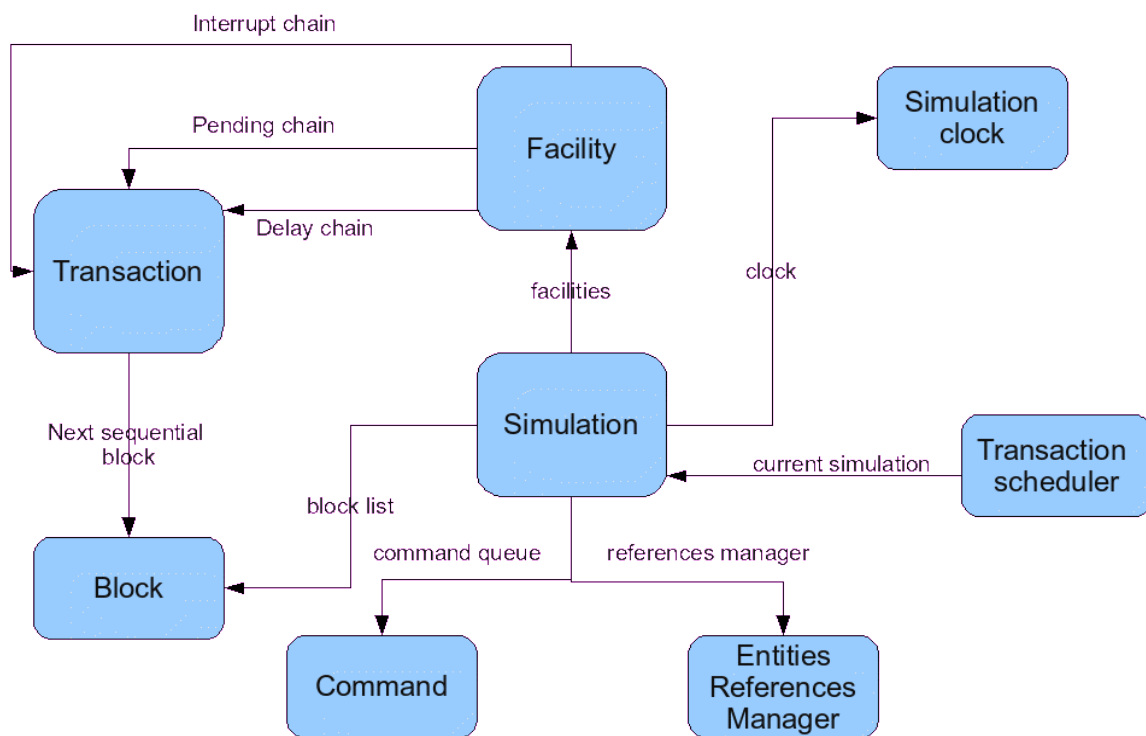 Interrupt chain
Pending chain
Facility
Simulation
clock
Delay chain
Transaction
clock
facilities
Next sequential
block
Simulation
Transaction
scheduler
current simulation
block list
command queue
references manager
Block
Command
Entities
References
Manager